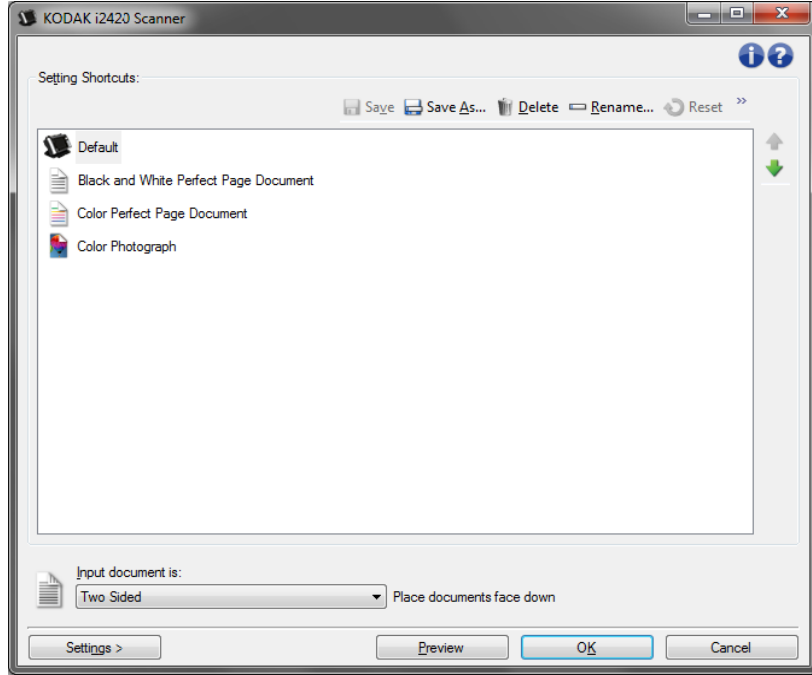 KODAK i2420 Scanner
Setting Shortcuts:
Save Save As... Delete Rename... Reset »
Default
Black and White Perfect Page Document
Color Perfect Page Document
Color Photograph
Input document is:
Two Sided Place documents face down
Settings > Preview OK Cancel